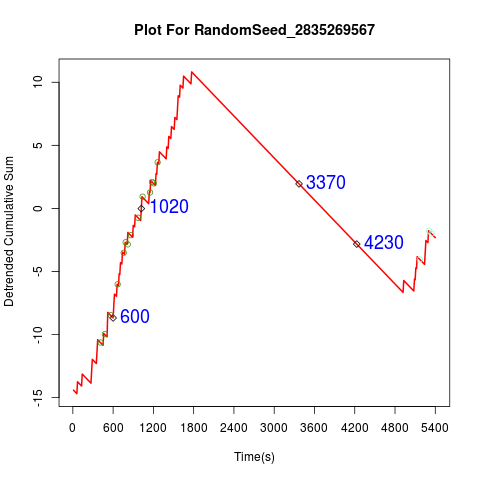 Plot For RandomSeed_2835269567
Detrended Cumulative Sum
10
5
0
-5
-10
-15
1020
3370
4230
600
0 600 1200 1800 2400 3000 3600 4200 4800 5400
Time(s)